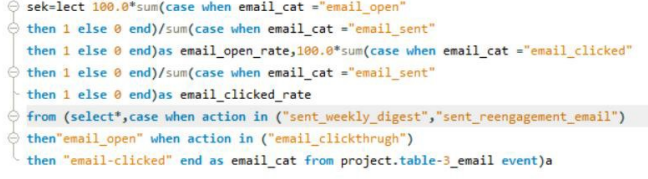 sek=lect 100.0*sum(case when email_cat ="email_open"
then 1 else 0 end)/sum(case when email_cat ="email_sent"
then 1 else 0 end)as email_open_rate,100.0*sum(case when email_cat ="email_clicked"
then 1 else 0 end)/sum(case when email_cat ="email_sent"
then 1 else 0 end)as email_clicked_rate
from (select*,case when action in ("sent_weekly_digest","sent_reengagement_email")
then"email_open" when action in ("email_clickthrugh")
then "email-clicked" end as email_cat from project.table-3_email event)a